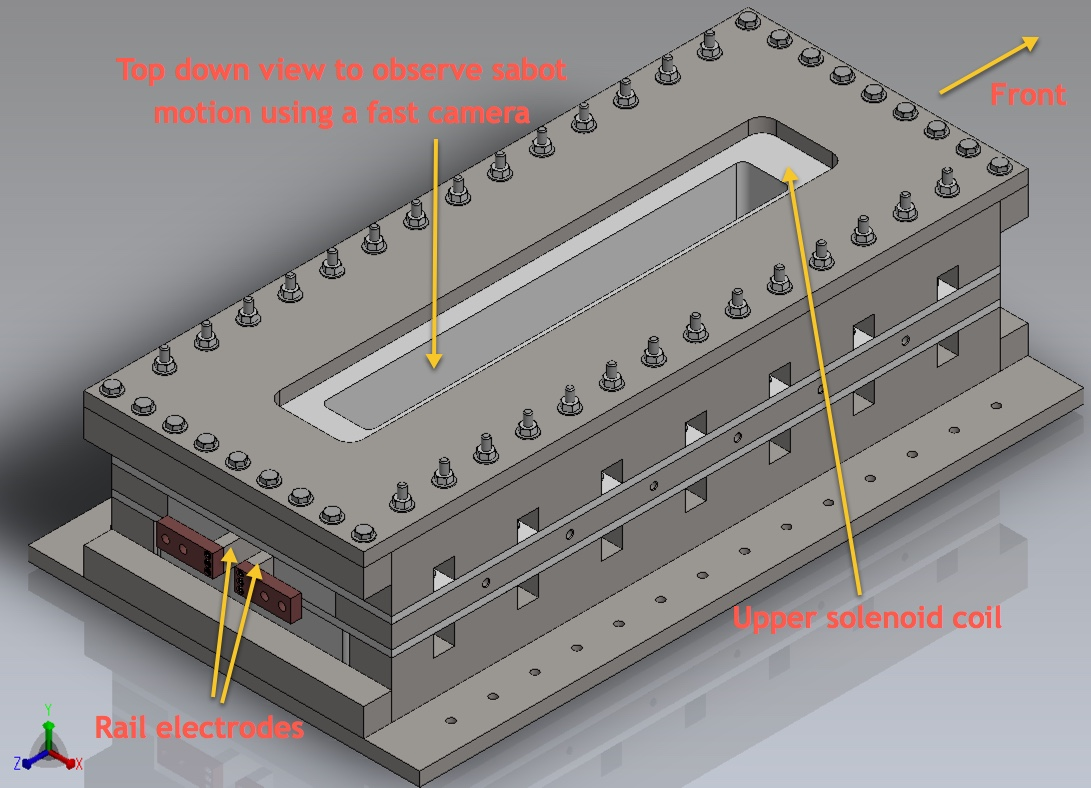 Top down view to observe sabot
motion using a fast camera
Front
Upper solenoid coil
Rail electrodes
Y
Z
X